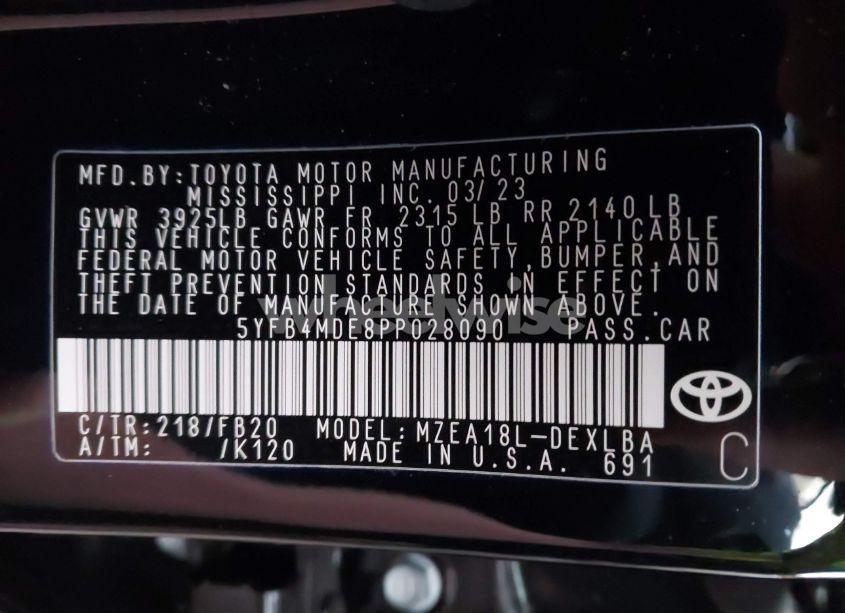 MFD.BY:TOYOTA MOTOR MANUFACTURING
MISSISSIPPI INC. 03/23
GVWR 3925LB GAWR FR 2315 LB RR 2140LB
THIS VEHICLE CONFORMS TO ALL APPLICABLE
FEDERAL MOTOR VEHICLE SAFETY,BUMPER,AND
THEFT PREVENTION STANDARDS IN EFFECT ON
THE DATE OF MANUFACTURE SHOWN ABOVE.
wheelwise
5YFB4MDE8PP028090 PASS.CAR
C/TR:218/FB20 MODEL:MZEA18L-DEXLBA
A/TM: /K120 MADE IN U.S.A. 691
C